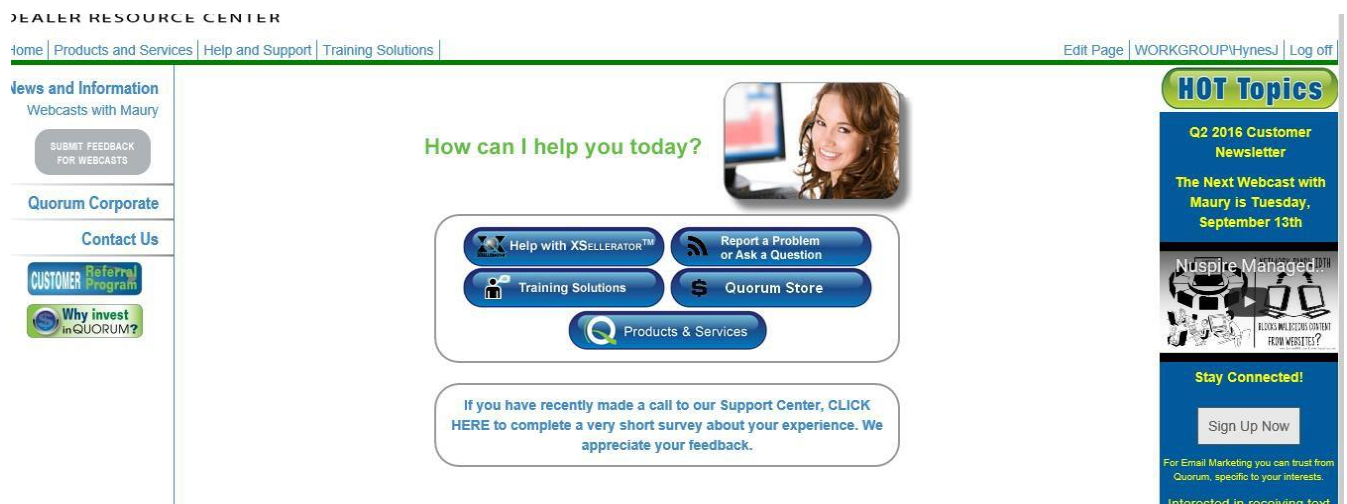 DEALER RESOURCE CENTER
Home | Products and Services | Help and Support | Training Solutions |
Edit Page | WORKGROUP\HynesJ | Log off
News and Information
Webcasts with Maury
SUBMIT FEEDBACK
FOR WEBCASTS
Quorum Corporate
Contact Us
CUSTOMER Referral
Program
Why invest
in QUORUM?
How can I help you today?
Help with XSELLERATOR™
Report a Problem
or Ask a Question
Training Solutions
$ Quorum Store
Products & Services
If you have recently made a call to our Support Center, CLICK
HERE to complete a very short survey about your experience. We
appreciate your feedback.
HOT Topics
Q2 2016 Customer
Newsletter
The Next Webcast with
Maury is Tuesday,
September 13th
Nuspire Managed..
BLOCKS MALICIOUS CONTENT
FROM WEBSITES?
Stay Connected!
Sign Up Now
For Email Marketing you can trust from
Quorum, specific to your interests.
Interested in receiving text